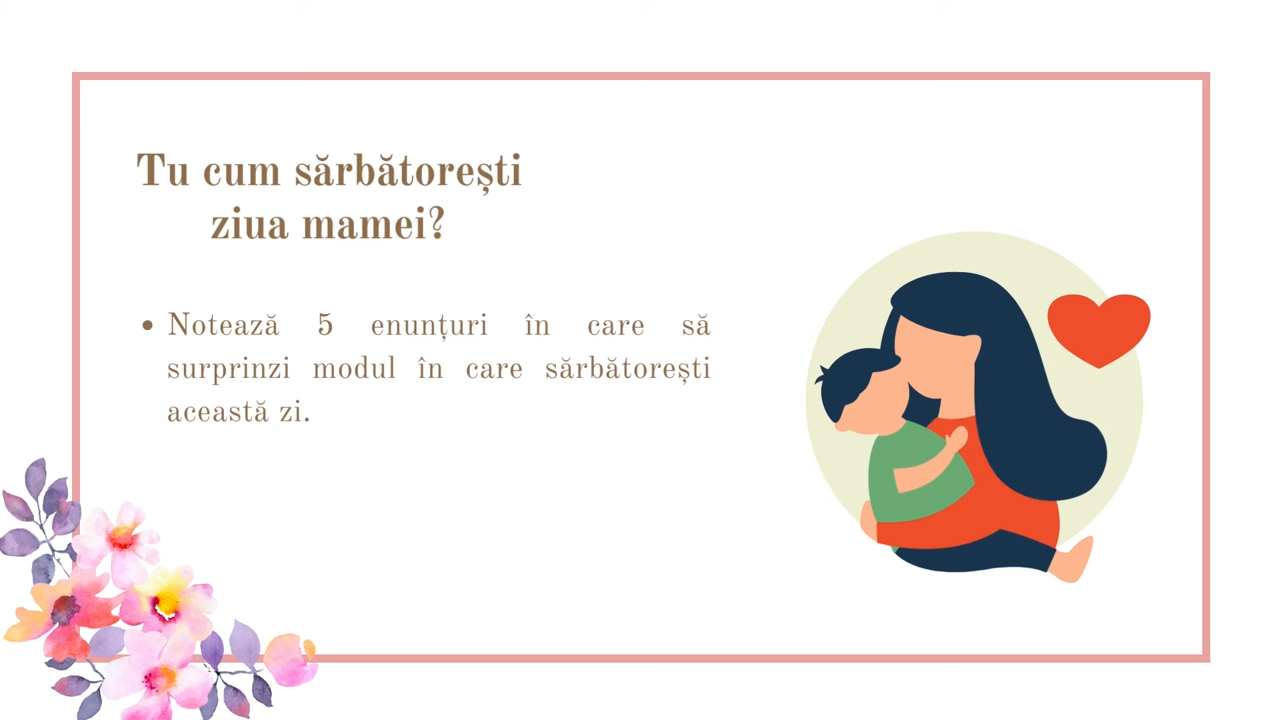 Tu cum sărbătorești
ziua mamei?
• Notează 5 enunțuri în care să
surprinzi modul în care sărbătorești
această zi.